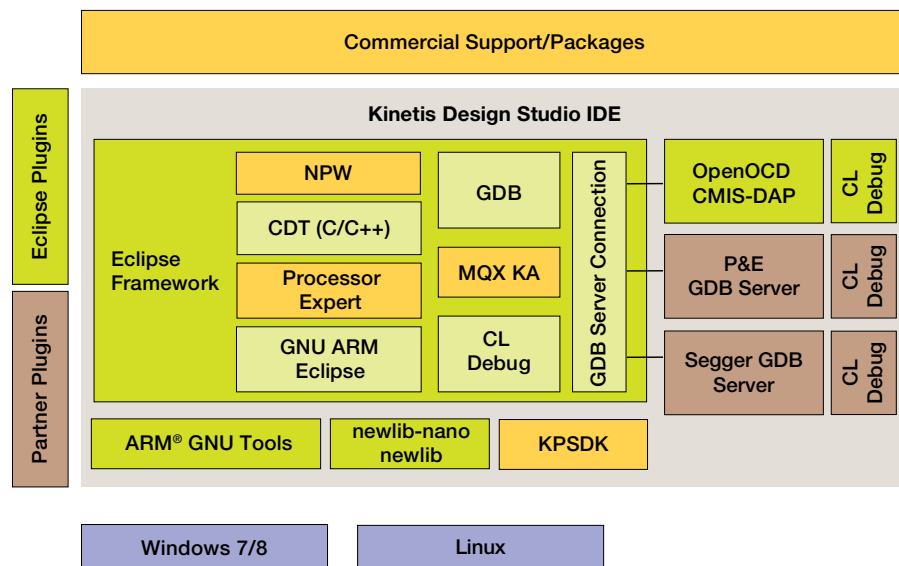 Commercial Support/Packages
Eclipse Plugins
Partner Plugins
Kinetis Design Studio IDE
Eclipse
Framework
NPW
CDT (C/C++)
Processor
Expert
GNU ARM
Eclipse
GDB
MQX KA
CL
Debug
GDB Server Connection
OpenOCD
CMIS-DAP
CL
Debug
P&E
GDB Server
CL
Debug
Segger GDB
Server
CL
Debug
ARM® GNU Tools
newlib-nano
newlib
KPSDK
Windows 7/8
Linux